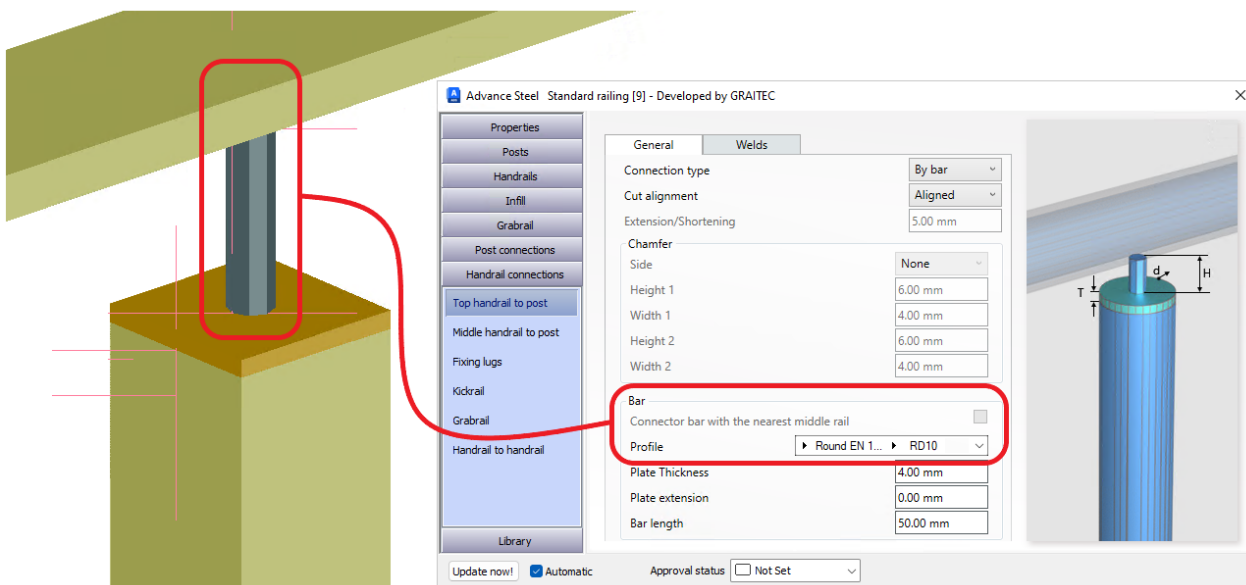 Advance Steel Standard railing [9] - Developed by GRAITEC
Properties
Posts
Handrails
Infill
Grabrail
Post connections
Handrail connections
Top handrail to post
Middle handrail to post
Fixing lugs
Kickrail
Grabrail
Handrail to handrail
Library
General Welds
Connection type By bar
Cut alignment Aligned
Extension/Shortening 5.00 mm
Chamfer
Side None
Height 1 6.00 mm
Width 1 4.00 mm
Height 2 6.00 mm
Width 2 4.00 mm
Bar
Connector bar with the nearest middle rail
Profile Round EN 1... RD10
Plate Thickness 4.00 mm
Plate extension 0.00 mm
Bar length 50.00 mm
d H
T
Update now! Automatic Approval status Not Set